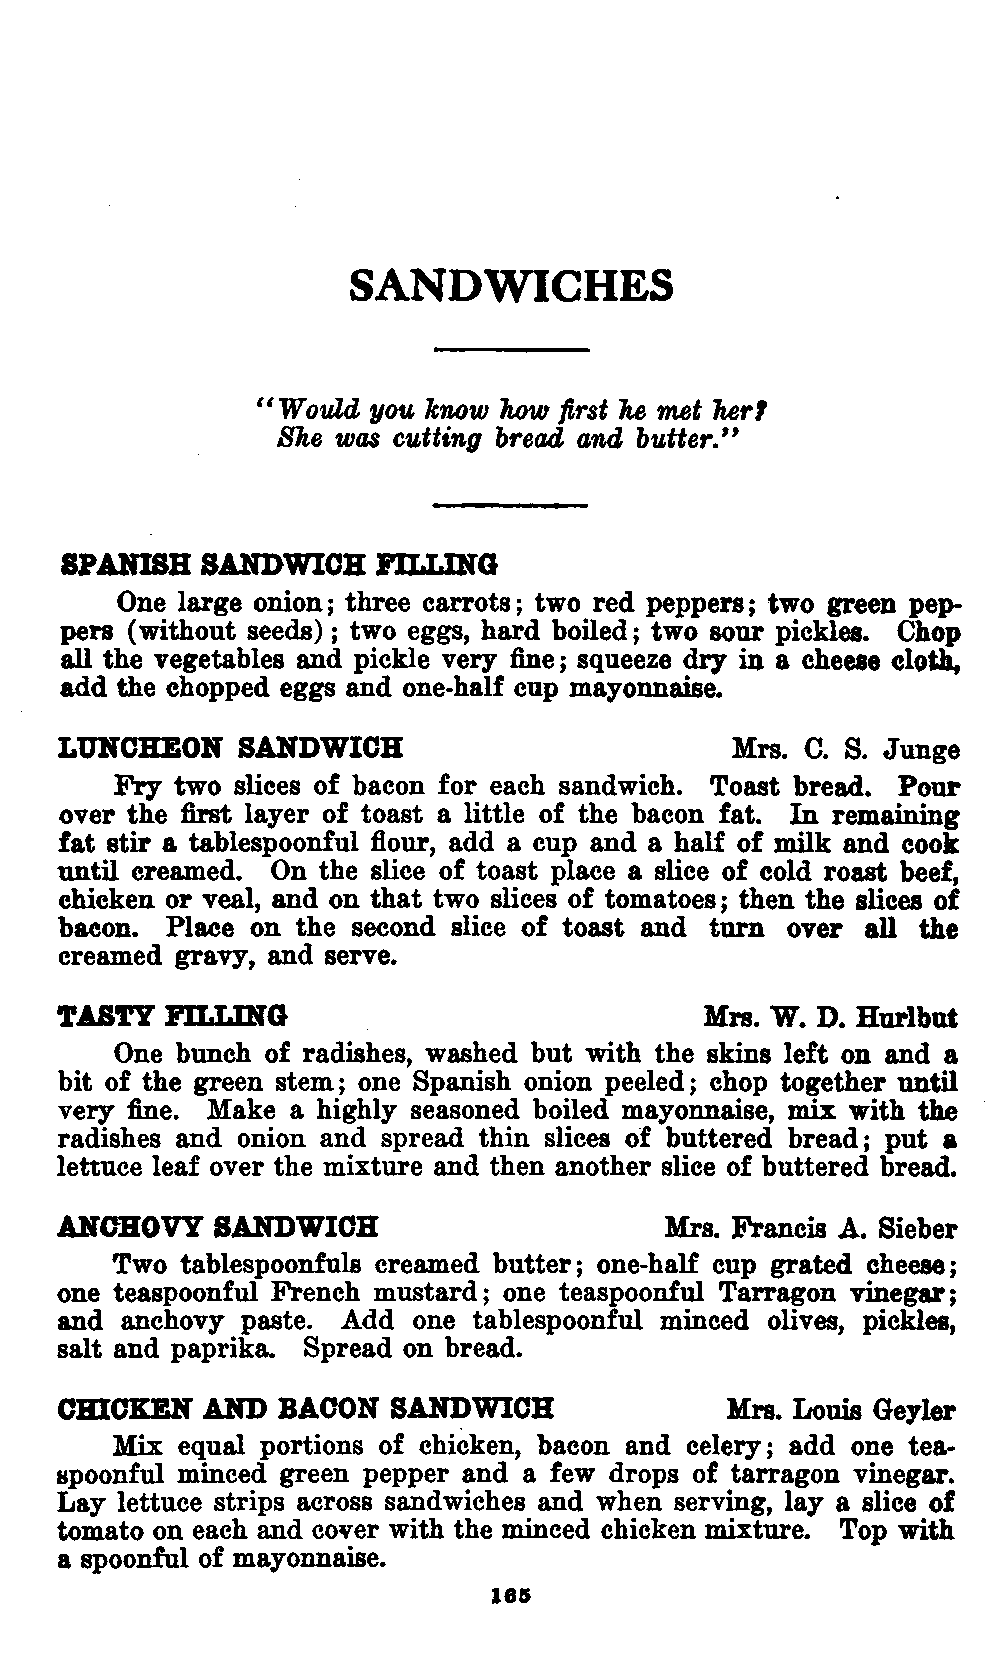 SANDWICHES
"Would you know how first he met her?
She was cutting bread and butter."
SPANISH SANDWICH FILLING
One large onion; three carrots; two red peppers; two green pep-
pers (without seeds); two eggs, hard boiled; two sour pickles. Chop
all the vegetables and pickle very fine; squeeze dry in a cheese cloth,
add the chopped eggs and one-half cup mayonnaise.
LUNCHEON SANDWICH Mrs. C. S. Junge
Fry two slices of bacon for each sandwich. Toast bread. Pour
over the first layer of toast a little of the bacon fat. In remaining
fat stir a tablespoonful flour, add a cup and a half of milk and cook
until creamed. On the slice of toast place a slice of cold roast beef,
chicken or veal, and on that two slices of tomatoes; then the slices of
bacon. Place on the second slice of toast and turn over all the
creamed gravy, and serve.
TASTY FILLING Mrs. W. D. Hurlbut
One bunch of radishes, washed but with the skins left on and a
bit of the green stem; one Spanish onion peeled; chop together until
very fine. Make a highly seasoned boiled mayonnaise, mix with the
radishes and onion and spread thin slices of buttered bread; put a
lettuce leaf over the mixture and then another slice of buttered bread.
ANCHOVY SANDWICH Mrs. Francis A. Sieber
Two tablespoonfuls creamed butter; one-half cup grated cheese;
one teaspoonful French mustard; one teaspoonful Tarragon vinegar;
and anchovy paste. Add one tablespoonful minced olives, pickles,
salt and paprika. Spread on bread.
CHICKEN AND BACON SANDWICH Mrs. Louis Geyler
Mix equal portions of chicken, bacon and celery; add one tea-
spoonful minced green pepper and a few drops of tarragon vinegar.
Lay lettuce strips across sandwiches and when serving, lay a slice of
tomato on each and cover with the minced chicken mixture. Top with
a spoonful of mayonnaise.
165